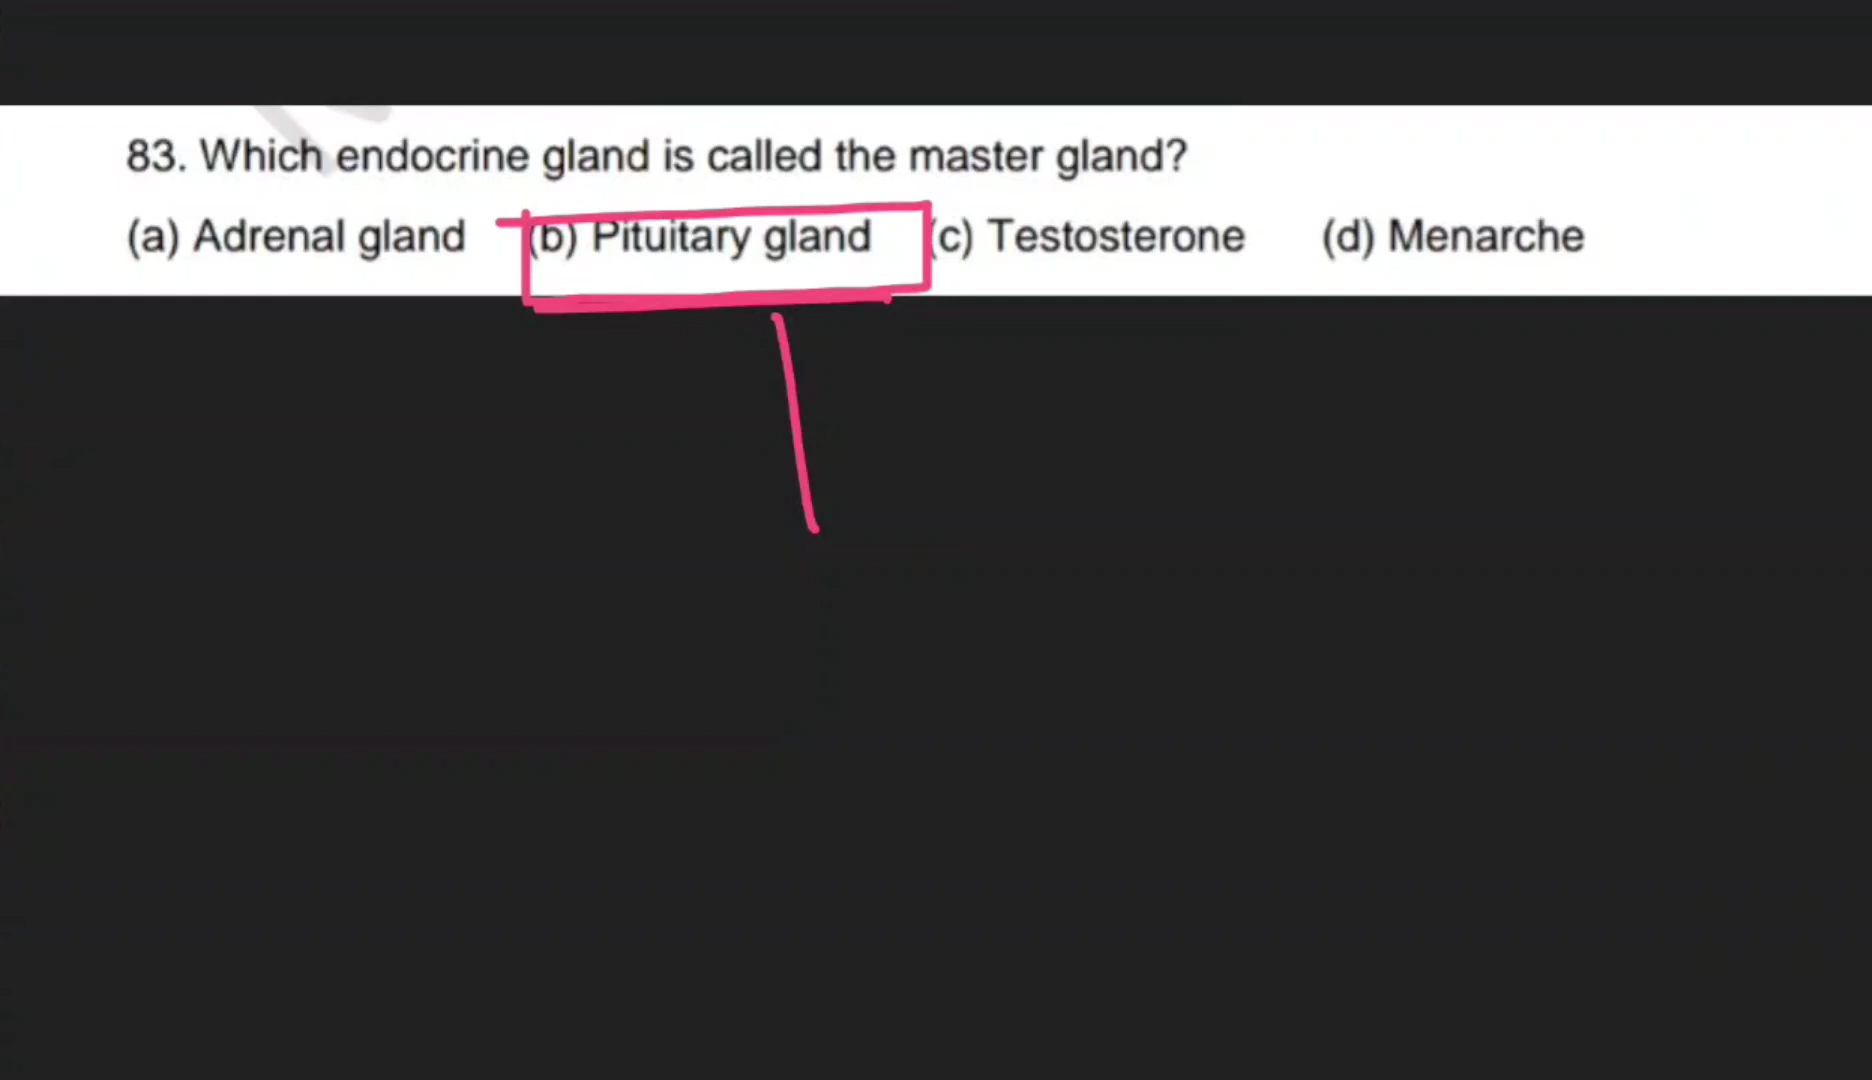 83. Which endocrine gland is called the master gland?
(a) Adrenal gland (b) Pituitary gland (c) Testosterone (d) Menarche